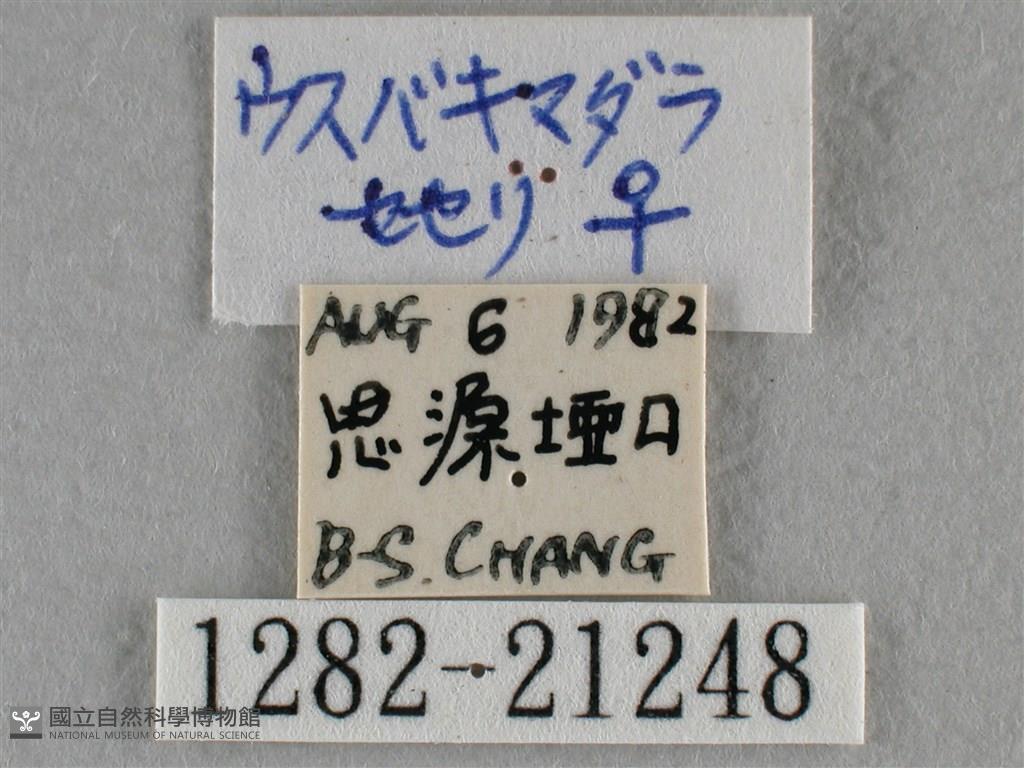 ウスバキマダラ
セセリ ♀
AUG 6 1982
思源埡口
B-S. CHANG
1282-21248
國立自然科學博物館
NATIONAL MUSEUM OF NATURAL SCIENCE